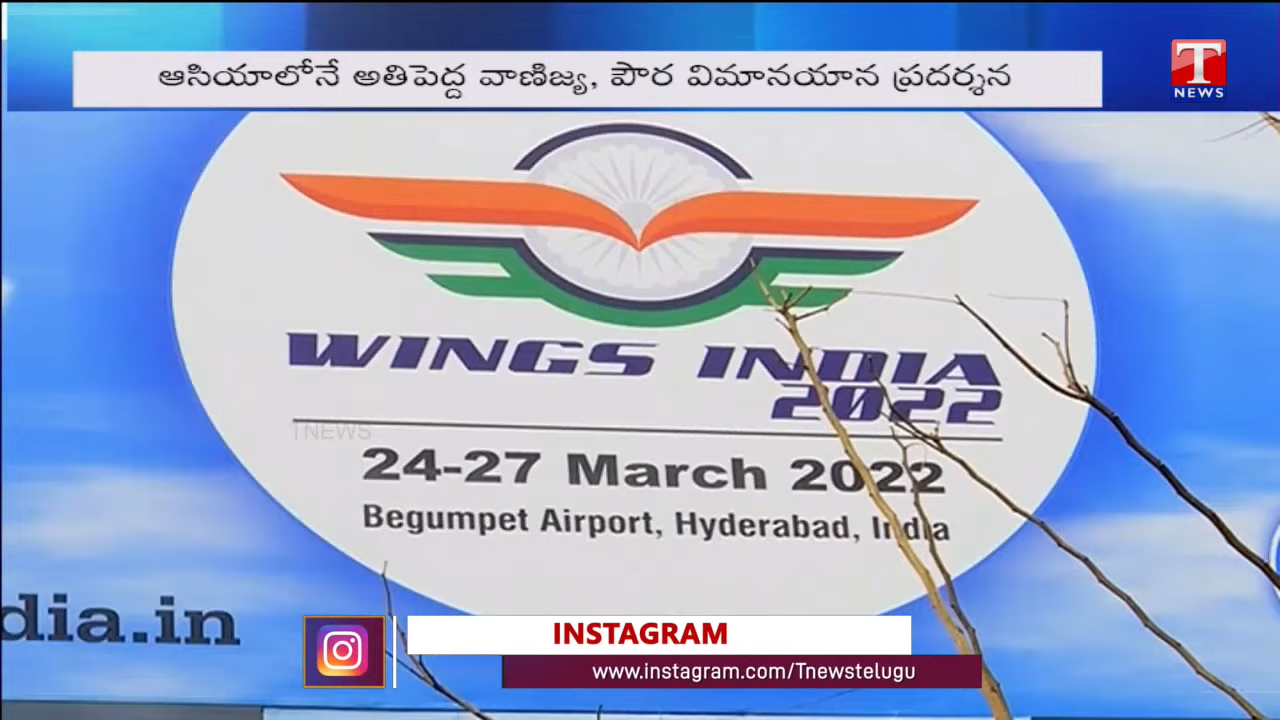 ఆసియాలోనే అతిపెద్ద వాణిజ్య, పౌర విమానయాన ప్రదర్శన
T
NEWS
WINGS INDIA
2022
TNEWS
24-27 March 2022
Begumpet Airport, Hyderabad, India
dia.in
INSTAGRAM
www.instagram.com/Tnewstelugu